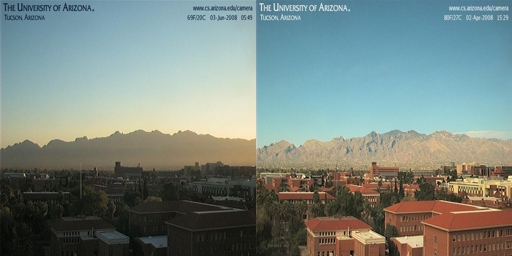 THE UNIVERSITY OF ARIZONA.
TUCSON, ARIZONA
www.cs.arizona.edu/camera
69F/20C 03-Jun-2008 05:49
THE UNIVERSITY OF ARIZONA.
TUCSON, ARIZONA
www.cs.arizona.edu/camera
80F/27C 02-Apr-2008 15:29